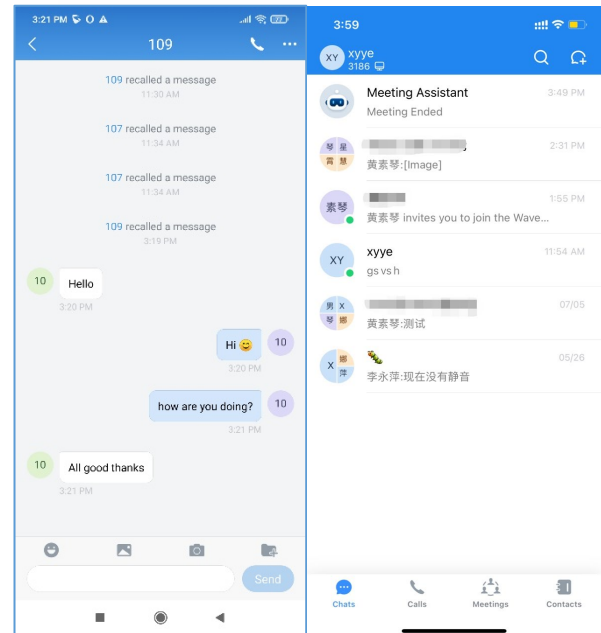 3:21 PM
109
109 recalled a message
11:30 AM
107 recalled a message
11:34 AM
107 recalled a message
11:34 AM
109 recalled a message
3:19 PM
10
Hello
3:20 PM
Hi 😊
10
3:20 PM
how are you doing?
10
3:21 PM
10
All good thanks
3:21 PM
Send
3:59
XY
xyye
3186
Meeting Assistant
3:49 PM
Meeting Ended
琴 星
霄 慧
2:31 PM
黄素琴:[Image]
素琴
1:55 PM
黄素琴 invites you to join the Wave...
XY
xyye
11:54 AM
gs vs h
男 X
琴 娜
07/05
黄素琴:测试
X 娜
萍
🐛
05/26
李永萍:现在没有静音
Chats
Calls
Meetings
Contacts